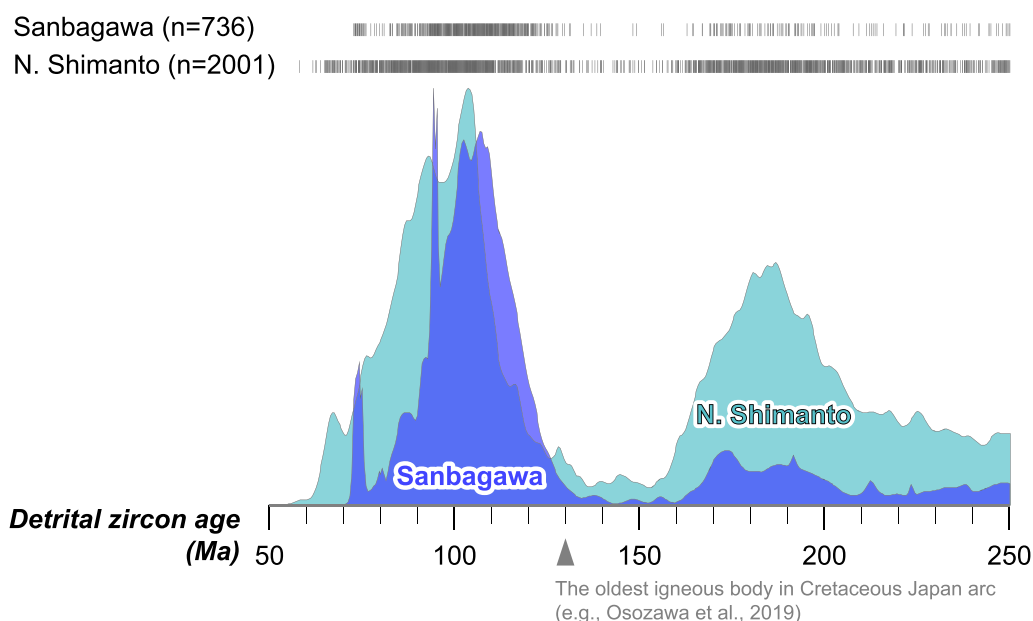 Sanbagawa (n=736)
N. Shimanto (n=2001)
N. Shimanto
Sanbagawa
Detrital zircon age
(Ma)
50 100 150 200 250
The oldest igneous body in Cretaceous Japan arc
(e.g., Osozawa et al., 2019)